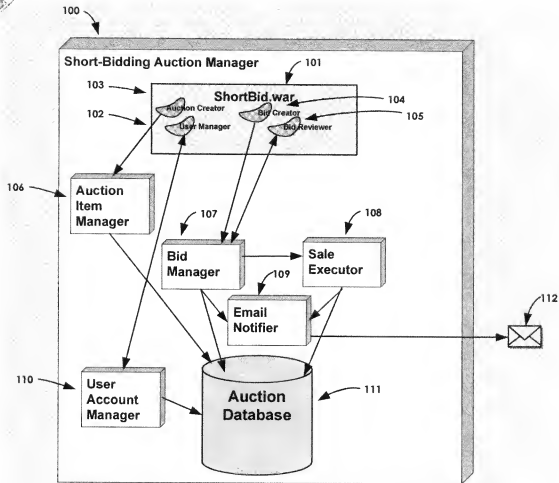 100
Short-Bidding Auction Manager
101
103
ShortBid.war
104
Auction Creator
Bid Creator
102
105
User Manager
Bid Reviewer
106
Auction
Item
Manager
107
108
Bid
Manager
Sale
Executor
109
112
Email
Notifier
110
User
Account
Manager
Auction
Database
111